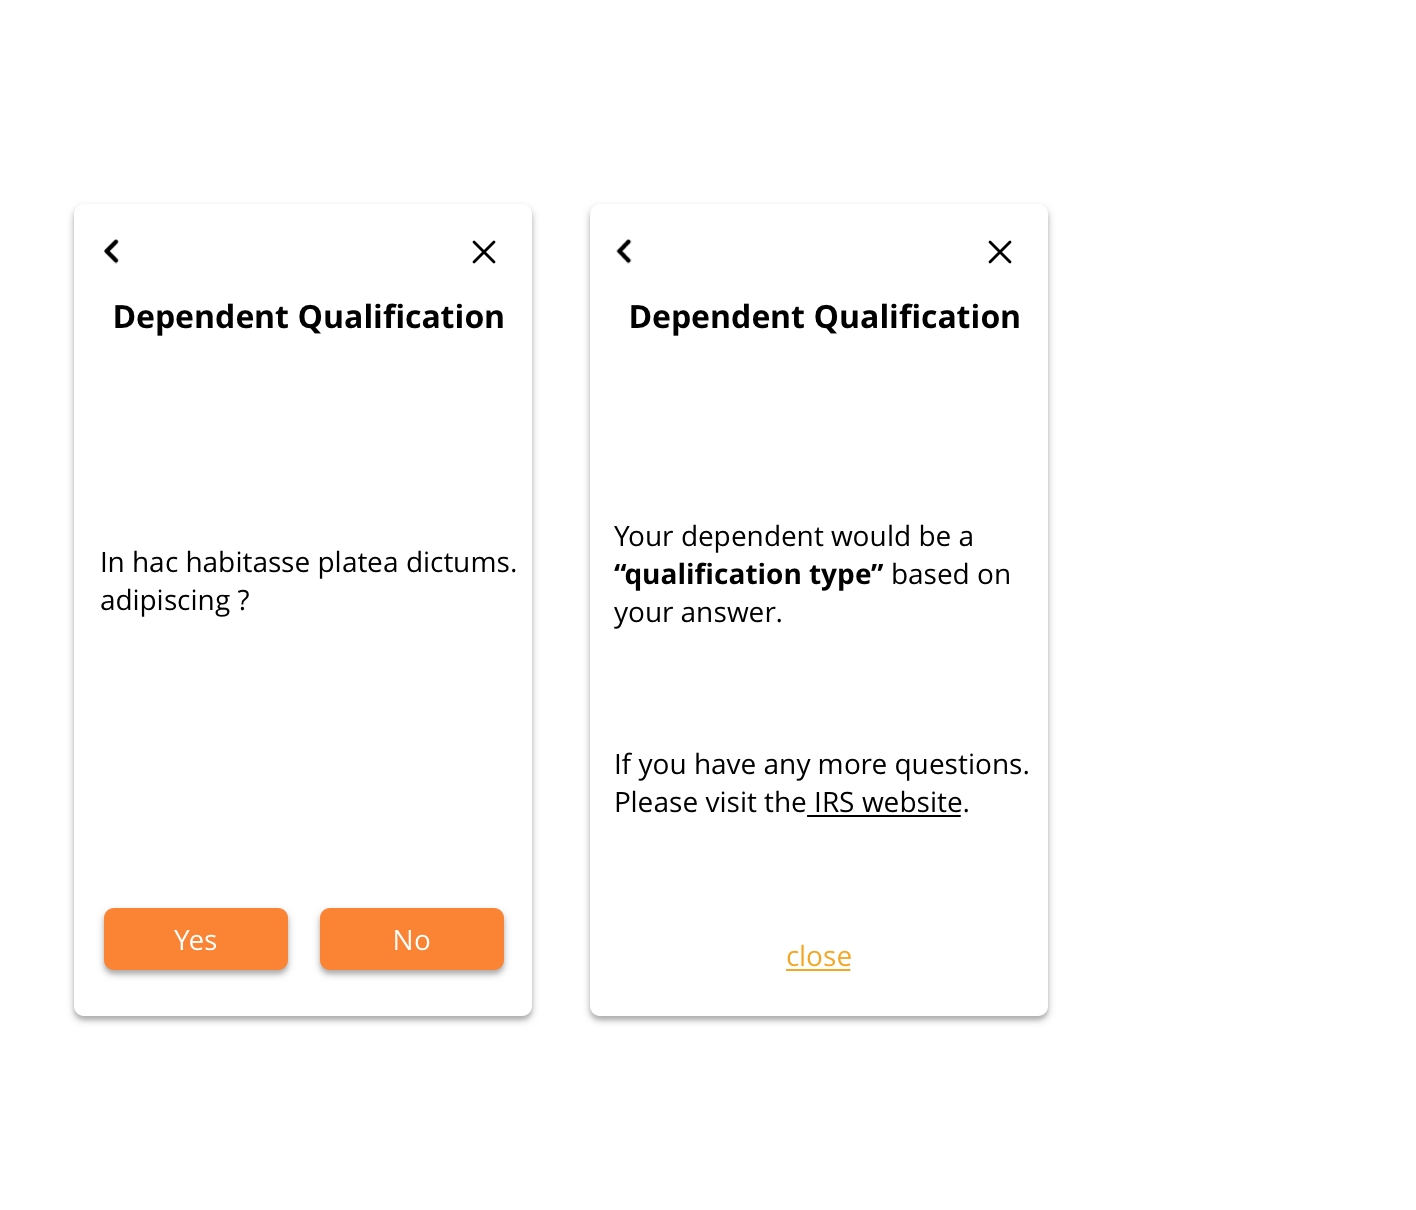 Dependent Qualification
In hac habitasse platea dictums.
adipiscing ?
Yes
No
Dependent Qualification
Your dependent would be a
“qualification type” based on
your answer.
If you have any more questions.
Please visit the IRS website.
close